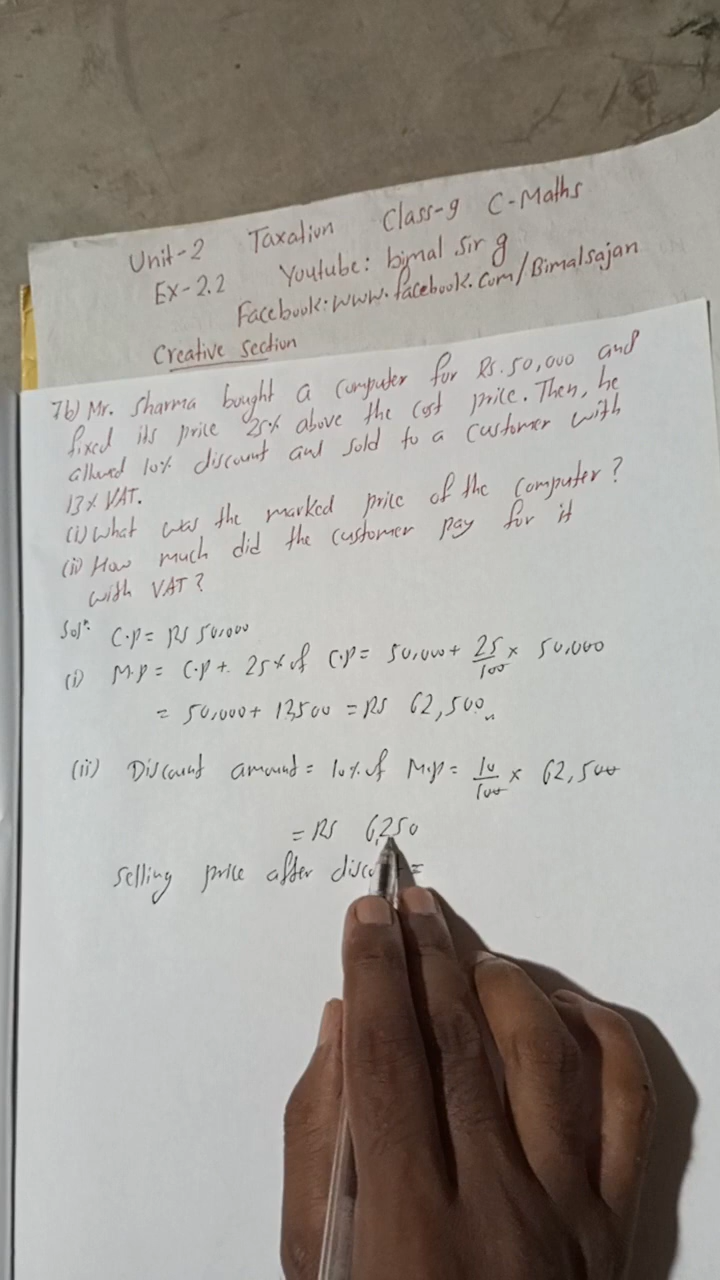 Unit-2 Taxation Class-9 C-Maths
Ex-2.2 Youtube: bimal sir g
Facebook: www.facebook.com/Bimalsajan
Creative section
7b) Mr. Sharma bought a computer for Rs. 50,000 and
fixed its price 25% above the cost price. Then, he
allowed 10% discount and sold to a customer with
13% VAT.
(i) What was the marked price of the computer?
(ii) How much did the customer pay for it
with VAT?
Solⁿ: C.P = Rs 50,000
(i) M.P = C.P + 25% of C.P = 50,000 + 25/100 × 50,000
= 50,000 + 12500 = Rs 62,500
(ii) Discount amount = 10% of M.P = 10/100 × 62,500
= Rs 6,250
Selling price after =